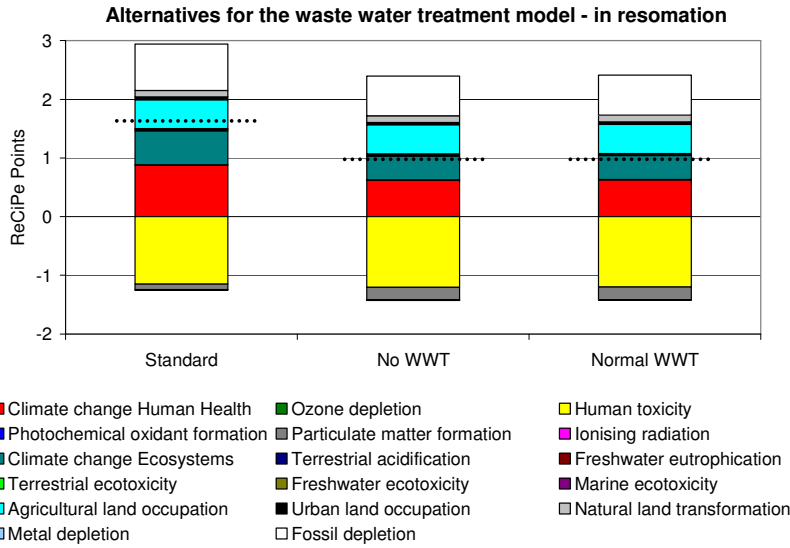 Alternatives for the waste water treatment model - in resomation
ReCiPe Points
3
2
1
0
-1
-2
Standard No WWT Normal WWT
Climate change Human Health Ozone depletion Human toxicity
Photochemical oxidant formation Particulate matter formation Ionising radiation
Climate change Ecosystems Terrestrial acidification Freshwater eutrophication
Terrestrial ecotoxicity Freshwater ecotoxicity Marine ecotoxicity
Agricultural land occupation Urban land occupation Natural land transformation
Metal depletion Fossil depletion